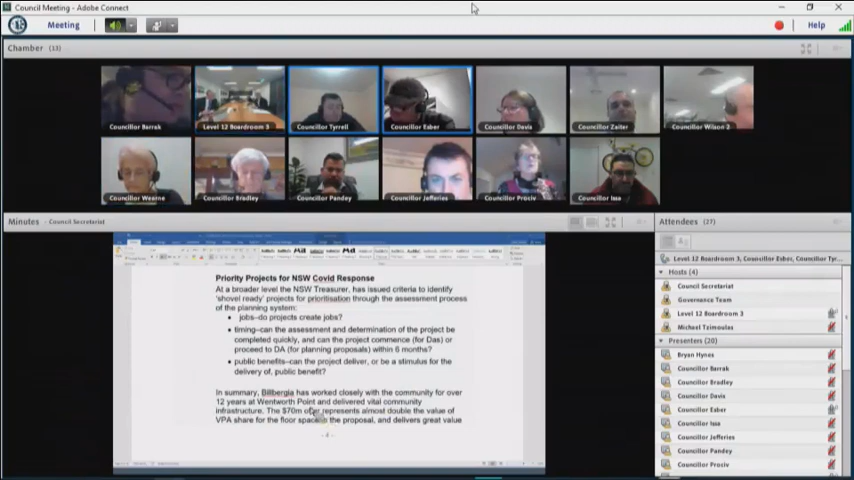 Council Meeting - Adobe Connect
Meeting
Help
Chamber (13)
Councillor Barrak
Level 12 Boardroom 3
Councillor Tyrrell
Councillor Esber
Councillor Davis
Councillor Zaiter
Councillor Wilson 2
Councillor Wearne
Councillor Bradley
Councillor Pandey
Councillor Jefferies
Councillor Prociv
Councillor Issa
Minutes - Council Secretariat
Priority Projects for NSW Covid Response
At a broader level the NSW Treasurer, has issued criteria to identify
'shovel ready' projects for prioritisation through the assessment process
of the planning system:
• jobs–do projects create jobs?
• timing–can the assessment and determination of the project be
completed quickly, and can the project commence (for Das) or
proceed to DA (for planning proposals) within 6 months?
• public benefits–can the project deliver, or be a stimulus for the
delivery of, public benefit?
In summary, Billbergia has worked closely with the community for over
12 years at Wentworth Point and delivered vital community
infrastructure. The $70m offer represents almost double the value of
VPA share for the floor space in the proposal, and delivers great value
Attendees (27)
Level 12 Boardroom 3, Councillor Esber, Councillor Tyr...
Hosts (4)
Council Secretariat
Governance Team
Level 12 Boardroom 3
Michael Tzimoulas
Presenters (20)
Bryan Hynes
Councillor Barrak
Councillor Bradley
Councillor Davis
Councillor Esber
Councillor Issa
Councillor Jefferies
Councillor Pandey
Councillor Prociv